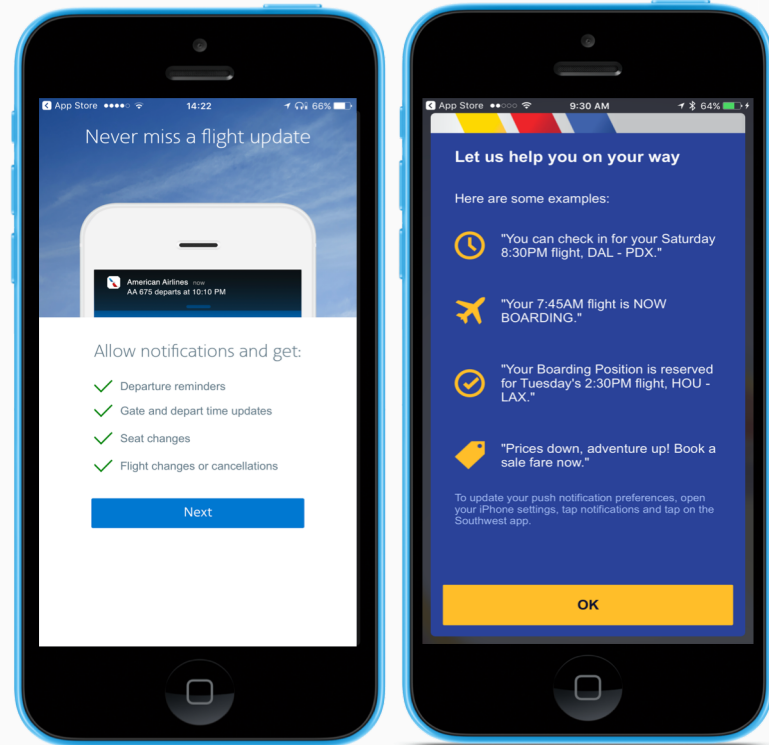 App Store 14:22 66%
Never miss a flight update
American Airlines now
AA 675 departs at 10:10 PM
Allow notifications and get:
Departure reminders
Gate and depart time updates
Seat changes
Flight changes or cancellations
Next
App Store 9:30 AM 64%
Let us help you on your way
Here are some examples:
"You can check in for your Saturday
8:30PM flight, DAL - PDX."
"Your 7:45AM flight is NOW
BOARDING."
"Your Boarding Position is reserved
for Tuesday's 2:30PM flight, HOU -
LAX."
"Prices down, adventure up! Book a
sale fare now."
To update your push notification preferences, open
your iPhone settings, tap notifications and tap on the
Southwest app.
OK